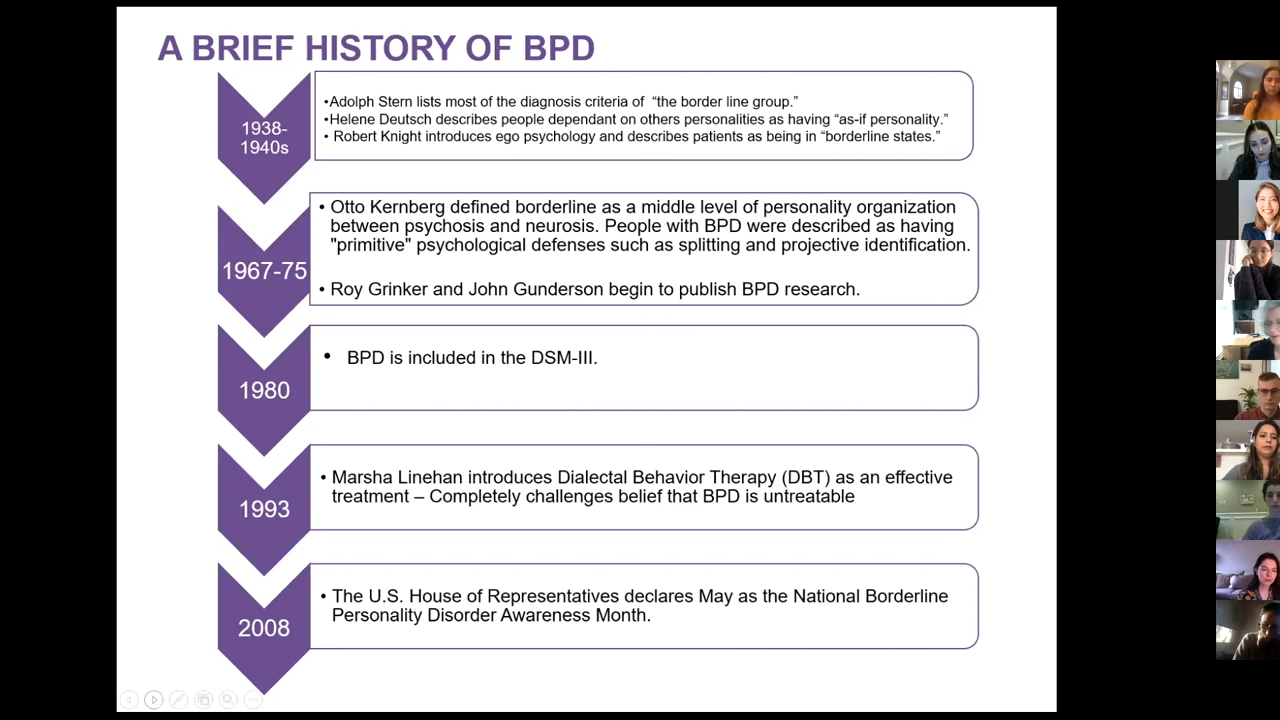 A BRIEF HISTORY OF BPD
1938-
1940s
•Adolph Stern lists most of the diagnosis criteria of “the border line group.”
•Helene Deutsch describes people dependant on others personalities as having “as-if personality.”
• Robert Knight introduces ego psychology and describes patients as being in “borderline states.”
1967-75
• Otto Kernberg defined borderline as a middle level of personality organization
between psychosis and neurosis. People with BPD were described as having
"primitive" psychological defenses such as splitting and projective identification.
• Roy Grinker and John Gunderson begin to publish BPD research.
1980
• BPD is included in the DSM-III.
1993
• Marsha Linehan introduces Dialectal Behavior Therapy (DBT) as an effective
treatment – Completely challenges belief that BPD is untreatable
2008
• The U.S. House of Representatives declares May as the National Borderline
Personality Disorder Awareness Month.